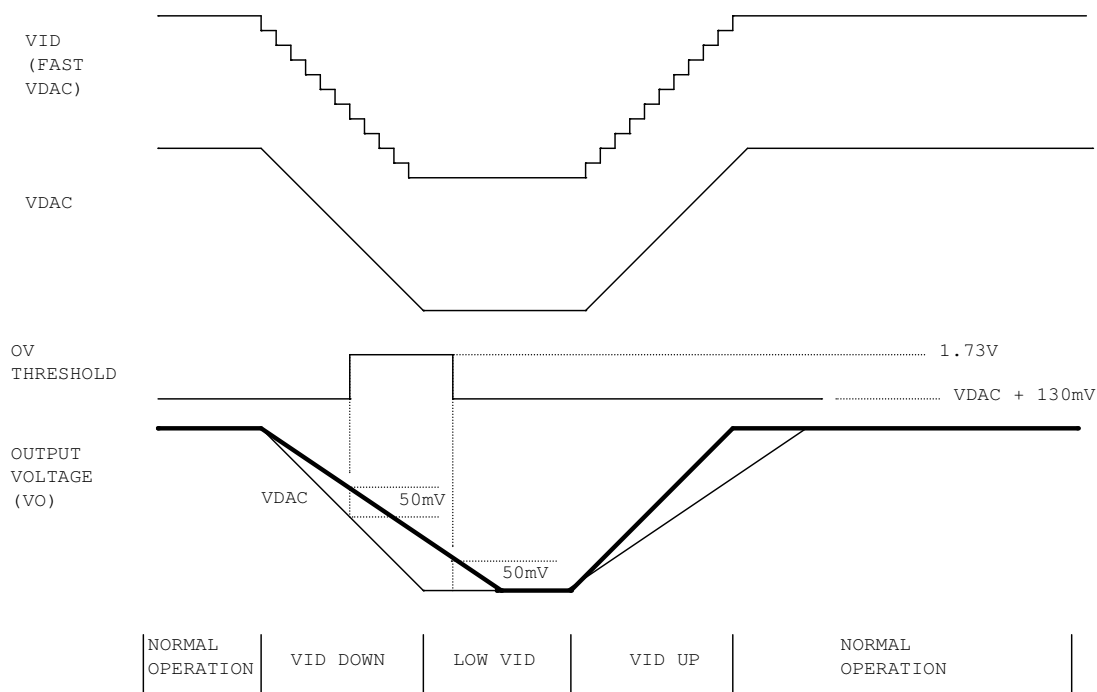 VID
(FAST
VDAC)
VDAC
OV
THRESHOLD
1.73V
VDAC + 130mV
OUTPUT
VOLTAGE
(VO)
VDAC
50mV
50mV
NORMAL
OPERATION
VID DOWN
LOW VID
VID UP
NORMAL
OPERATION